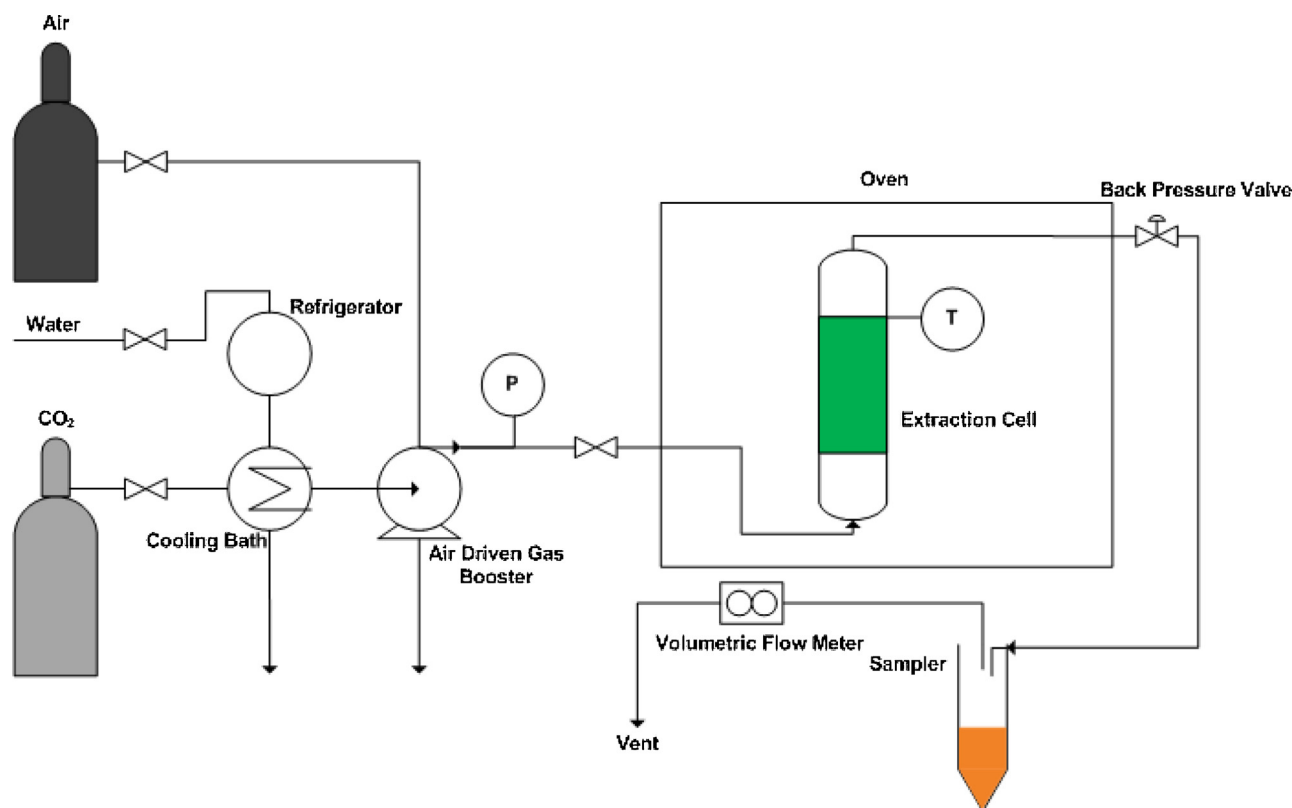 Air
Oven
Back Pressure Valve
Refrigerator
Water
T
P
CO₂
Extraction Cell
Cooling Bath
Air Driven Gas
Booster
Volumetric Flow Meter
Sampler
Vent